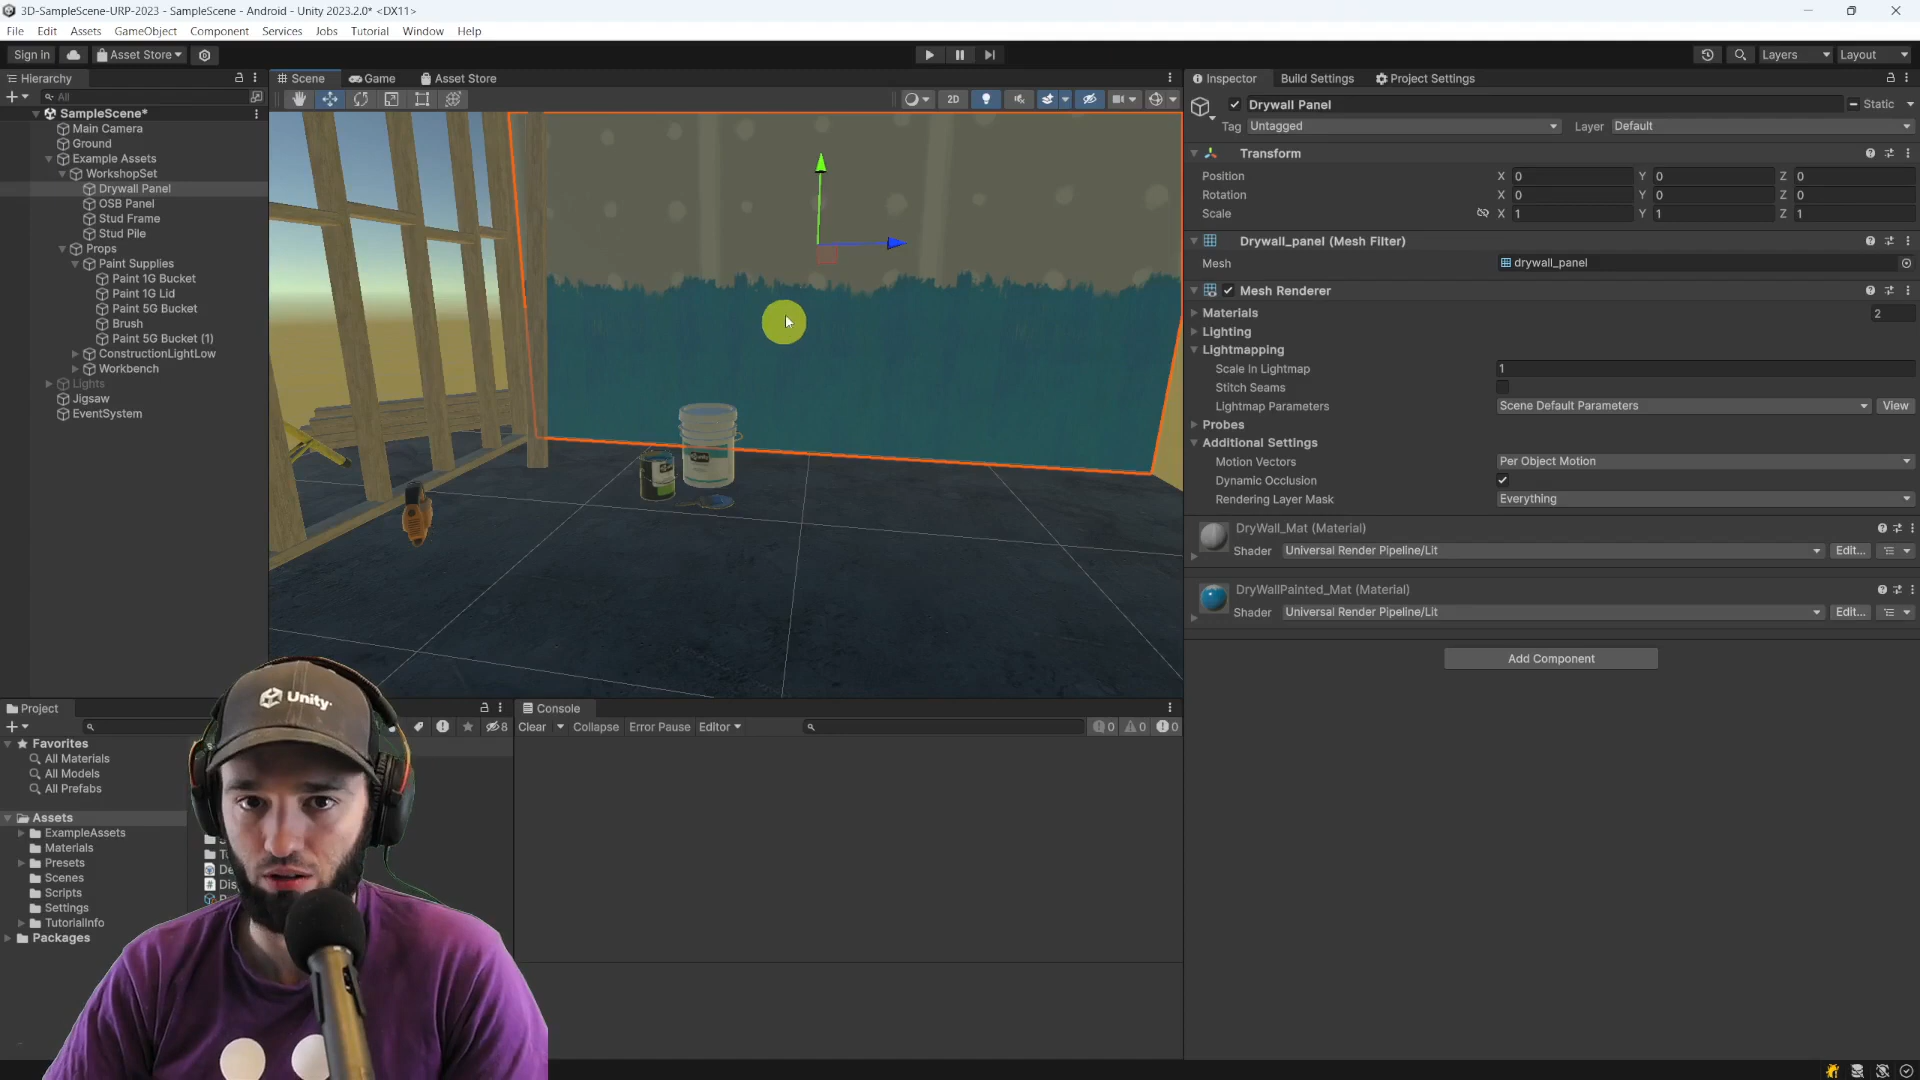 3D-SampleScene-URP-2023 - SampleScene - Android - Unity 2023.2.0* <DX11>
File Edit Assets GameObject Component Services Jobs Tutorial Window Help
Sign in Asset Store Layers Layout
Hierarchy
All
SampleScene*
Main Camera
Ground
Example Assets
WorkshopSet
Drywall Panel
OSB Panel
Stud Frame
Stud Pile
Props
Paint Supplies
Paint 1G Bucket
Paint 1G Lid
Paint 5G Bucket
Brush
Paint 5G Bucket (1)
ConstructionLightLow
Workbench
Lights
Jigsaw
EventSystem
Scene Game Asset Store
2D
Inspector Build Settings Project Settings
Drywall Panel Static
Tag Untagged Layer Default
Transform
Position X 0 Y 0 Z 0
Rotation X 0 Y 0 Z 0
Scale X 1 Y 1 Z 1
Drywall_panel (Mesh Filter)
Mesh drywall_panel
Mesh Renderer
Materials 2
Lighting
Lightmapping
Scale In Lightmap 1
Stitch Seams
Lightmap Parameters Scene Default Parameters View
Probes
Additional Settings
Motion Vectors Per Object Motion
Dynamic Occlusion
Rendering Layer Mask Everything
DryWall_Mat (Material)
Shader Universal Render Pipeline/Lit Edit...
DryWallPainted_Mat (Material)
Shader Universal Render Pipeline/Lit Edit...
Add Component
Project
8
Favorites
All Materials
All Models
All Prefabs
Assets
ExampleAssets
Materials
Presets
Scenes
Scripts
Settings
TutorialInfo
Packages
De
Dis
Console
Clear Collapse Error Pause Editor 0 0 0
Unity